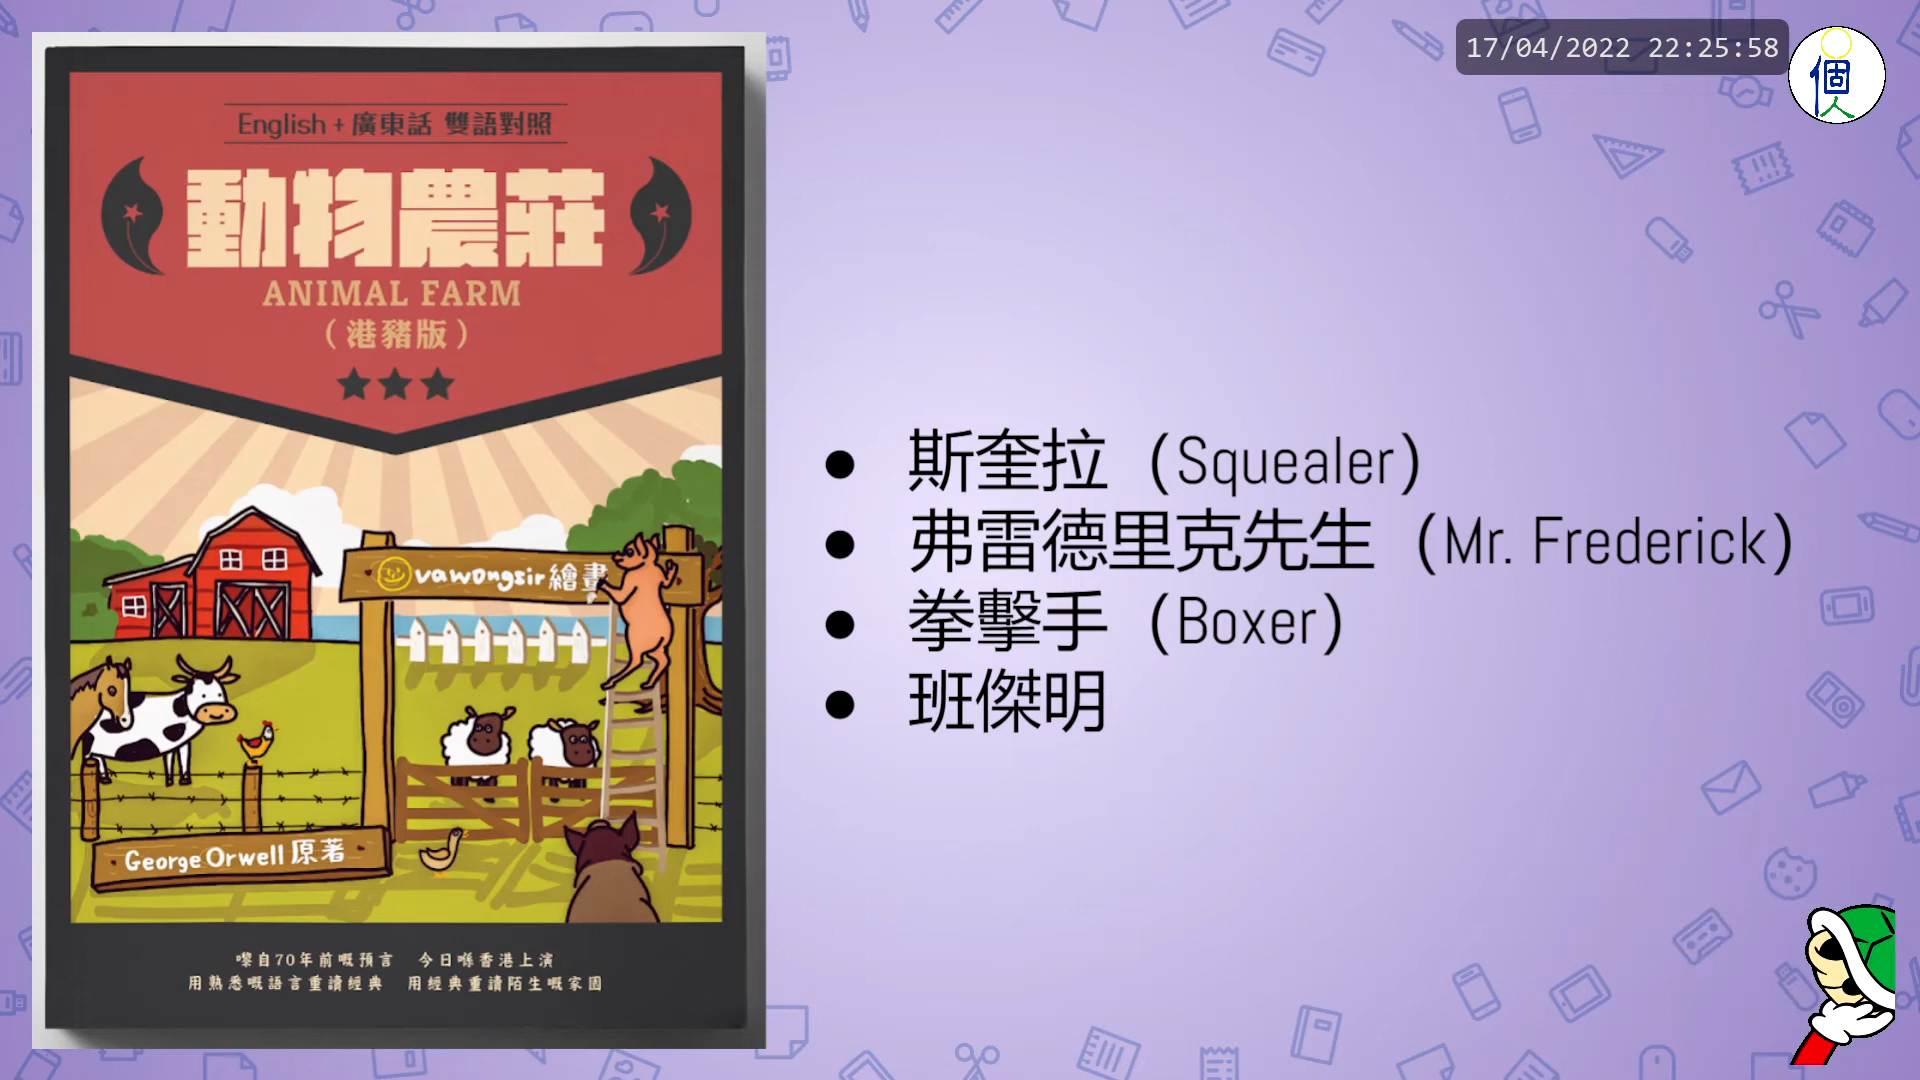 17/04/2022 22:25:58
個人
English + 廣東話 雙語對照
動物農莊
ANIMAL FARM
（港豬版）
vawongsir繪畫
George Orwell 原著
嚟自70年前嘅預言 今日喺香港上演
用熟悉嘅語言重讀經典 用經典重讀陌生嘅家園
● 斯奎拉（Squealer）
● 弗雷德里克先生（Mr. Frederick）
● 拳擊手（Boxer）
● 班傑明